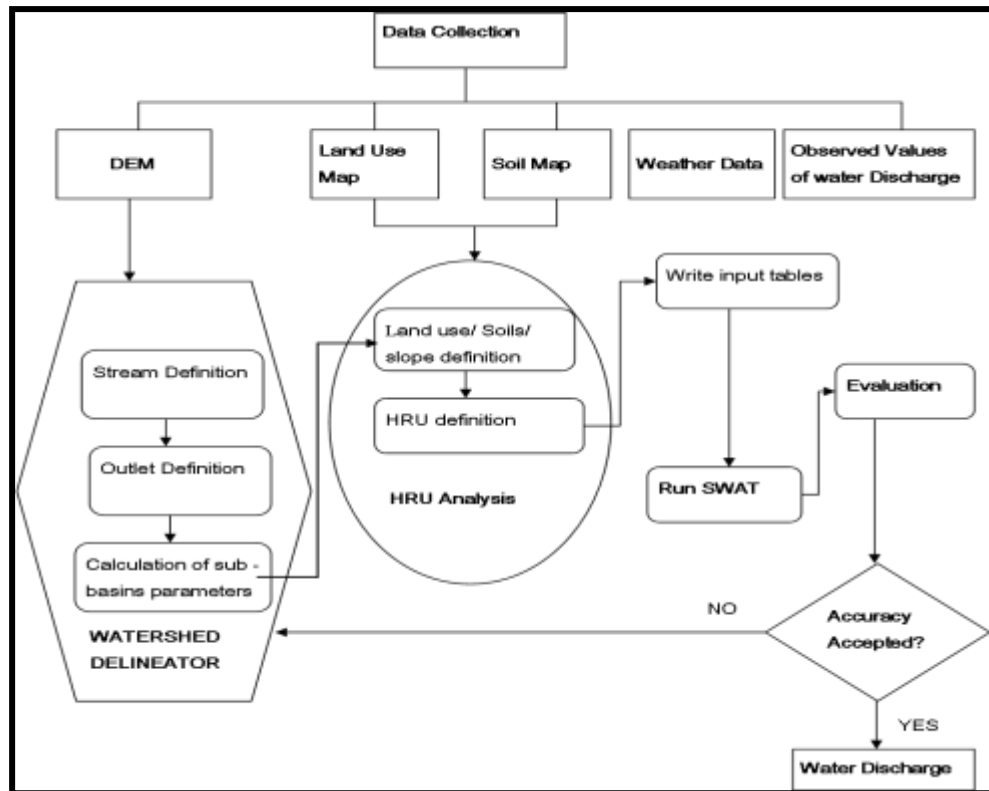 Data Collection
DEM
Land Use
Map
Soil Map
Weather Data
Observed Values
of water Discharge
Write input tables
Land use/ Soils/
slope definition
Stream Definition
Evaluation
HRU definition
Outlet Definition
Run SWAT
HRU Analysis
Calculation of sub -
basins parameters
NO
Accuracy
Accepted?
WATERSHED
DELINEATOR
YES
Water Discharge